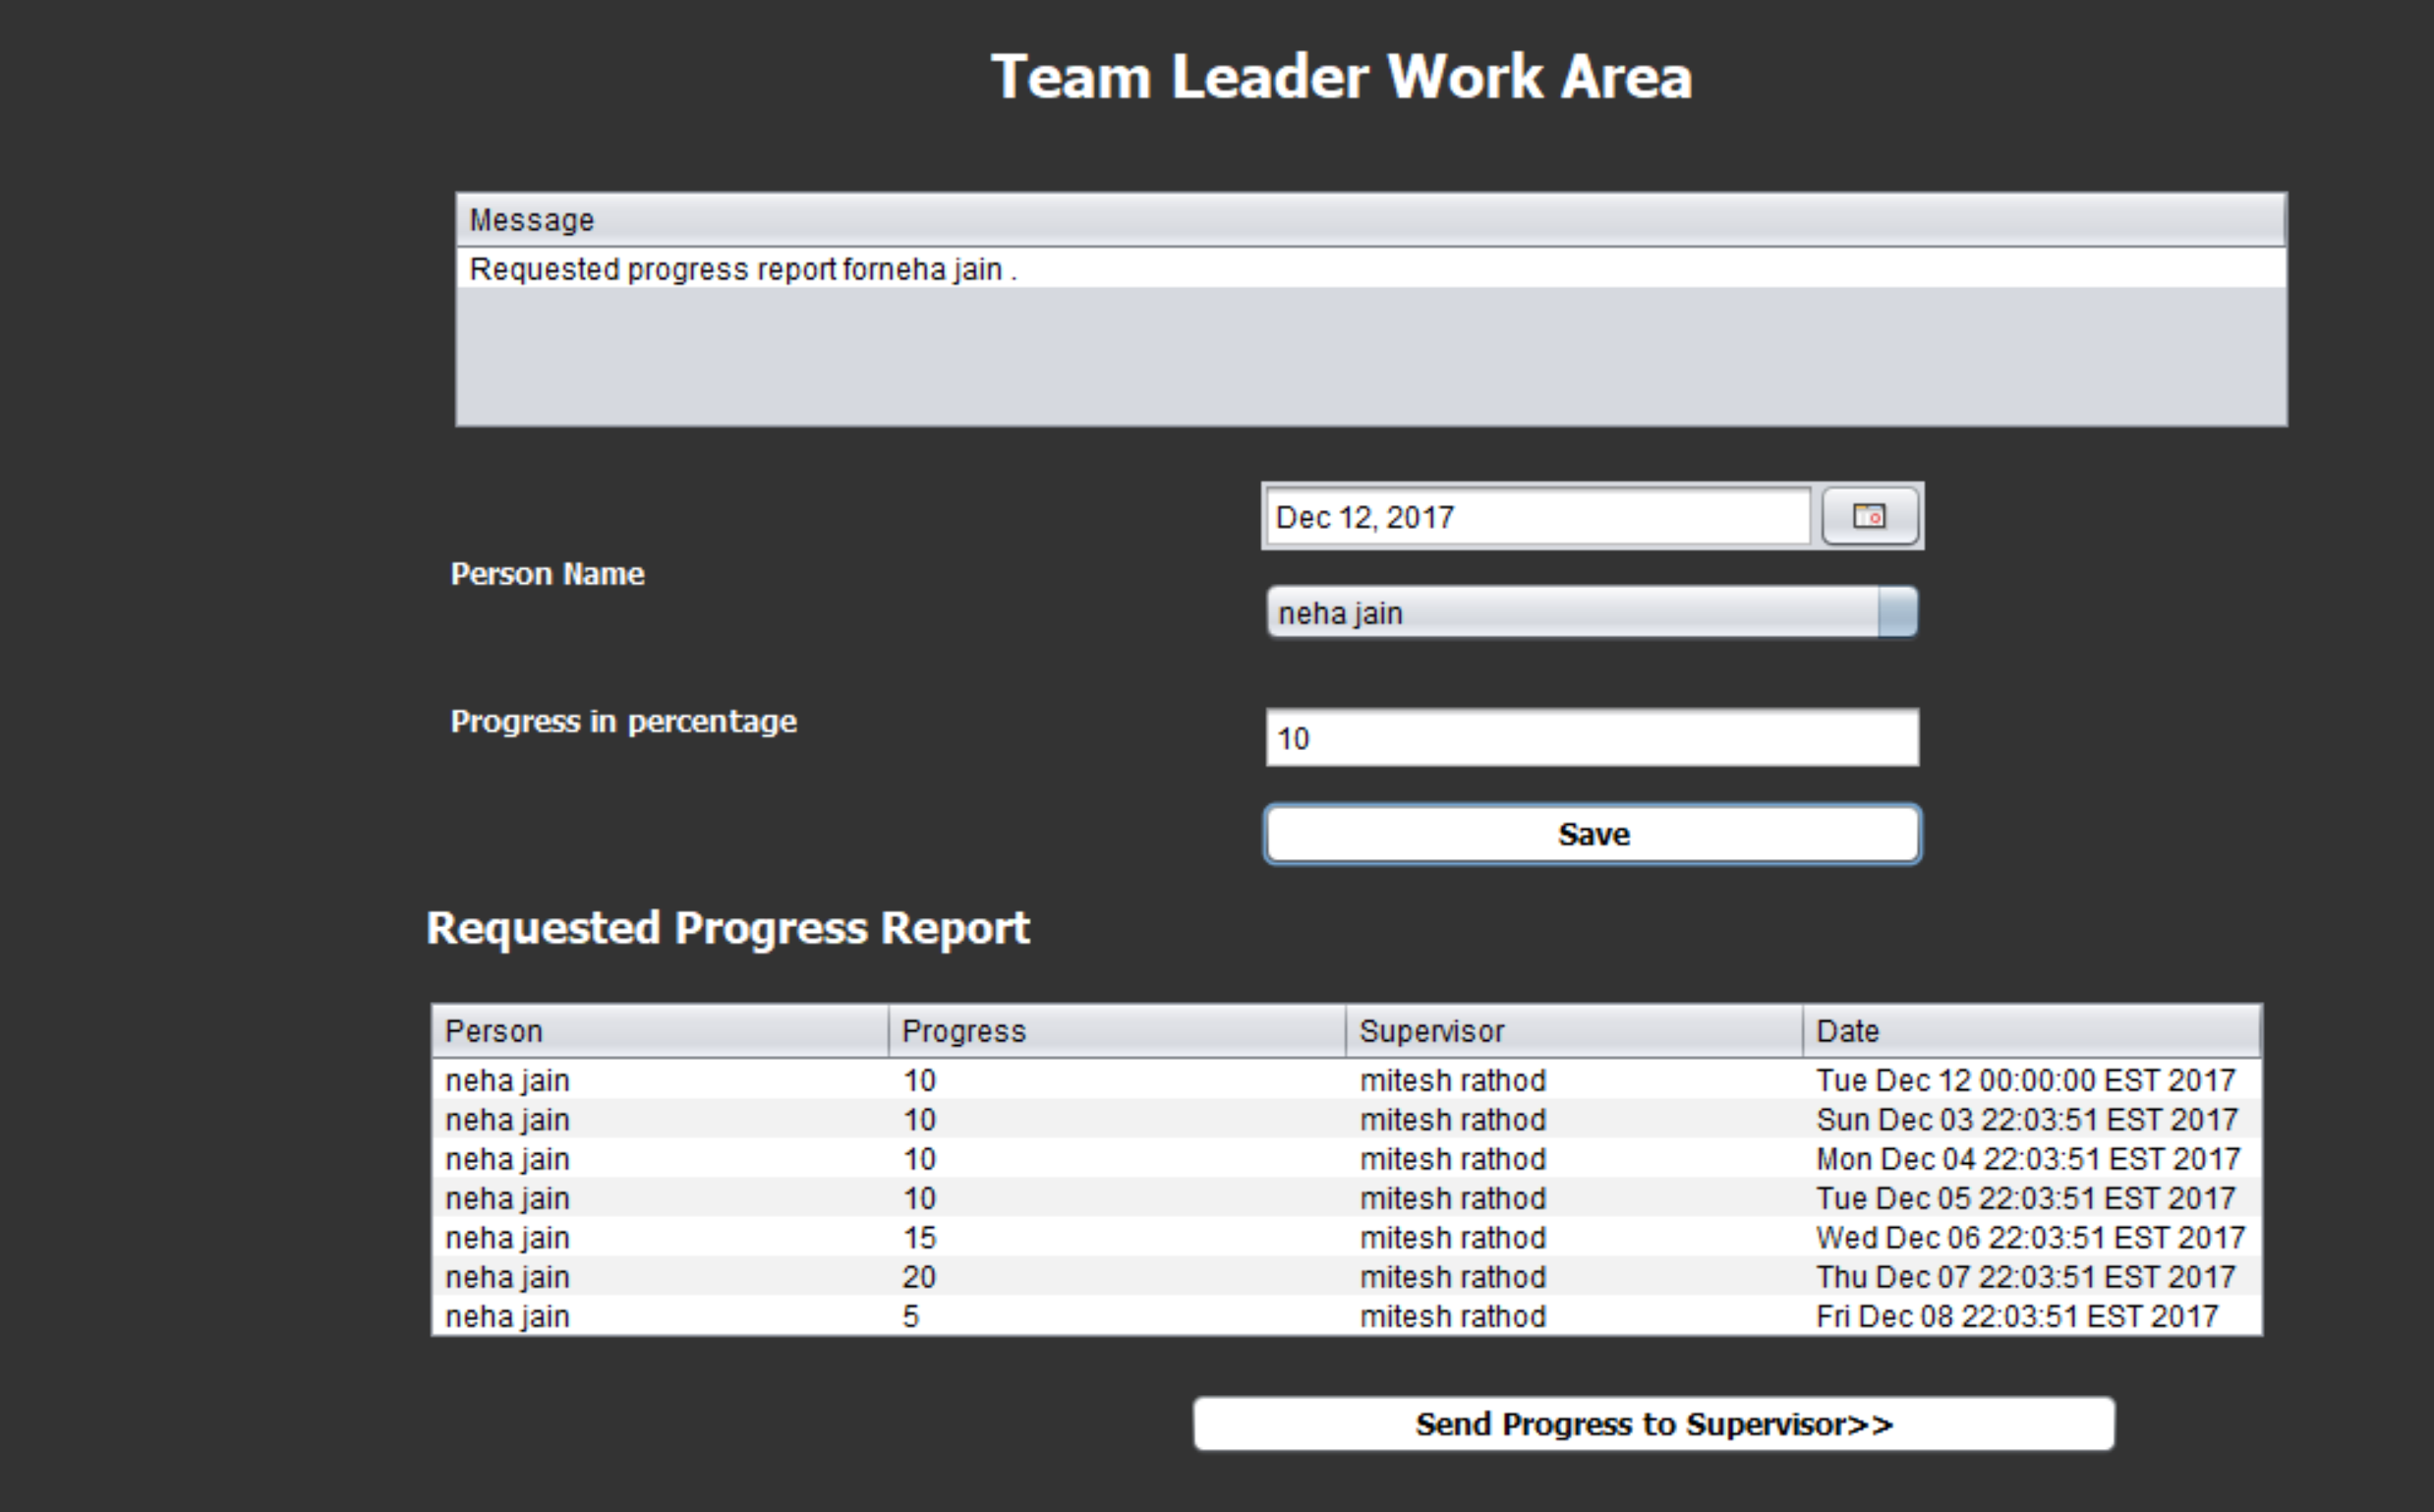 Team Leader Work Area
Message
Requested progress report forneha jain .
Dec 12, 2017
Person Name
neha jain
Progress in percentage
10
Save
Requested Progress Report
Person Progress Supervisor Date
neha jain 10 mitesh rathod Tue Dec 12 00:00:00 EST 2017
neha jain 10 mitesh rathod Sun Dec 03 22:03:51 EST 2017
neha jain 10 mitesh rathod Mon Dec 04 22:03:51 EST 2017
neha jain 10 mitesh rathod Tue Dec 05 22:03:51 EST 2017
neha jain 15 mitesh rathod Wed Dec 06 22:03:51 EST 2017
neha jain 20 mitesh rathod Thu Dec 07 22:03:51 EST 2017
neha jain 5 mitesh rathod Fri Dec 08 22:03:51 EST 2017
Send Progress to Supervisor>>